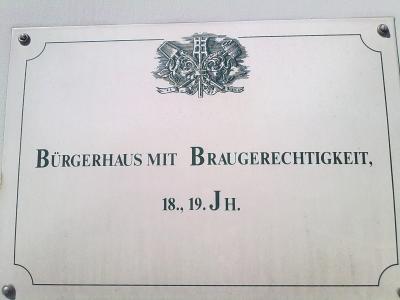 Bürgerhaus mit Braugerechtigkeit,
18., 19. Jh.